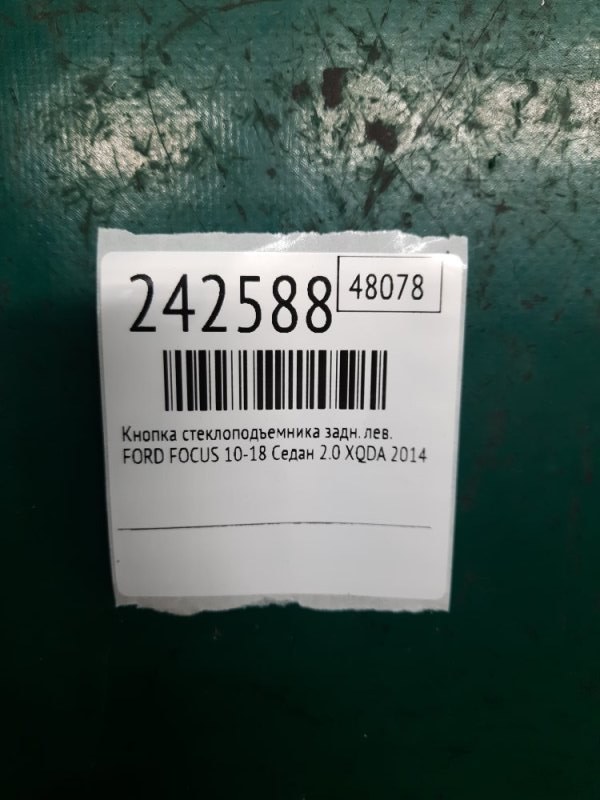 242588 48078
Кнопка стеклоподъемника задн. лев.
FORD FOCUS 10-18 Седан 2.0 XQDA 2014